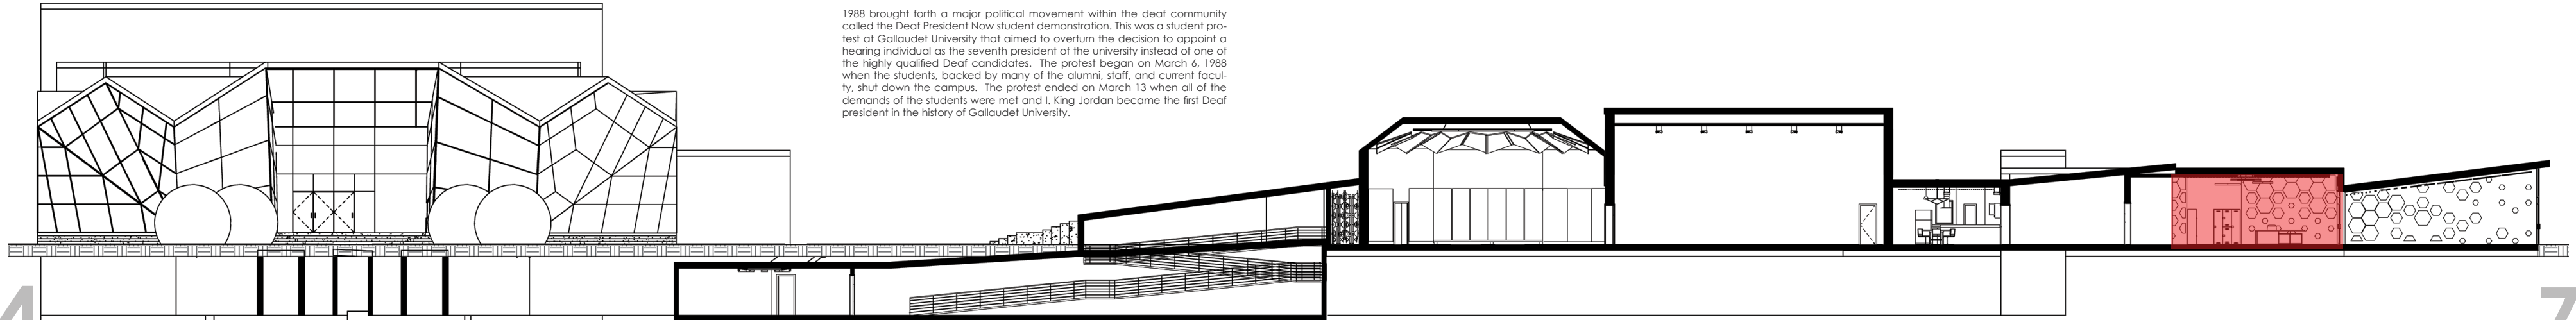 1988 brought forth a major political movement within the deaf community
called the Deaf President Now student demonstration. This was a student pro-
test at Gallaudet University that aimed to overturn the decision to appoint a
hearing individual as the seventh president of the university instead of one of
the highly qualified Deaf candidates.  The protest began on March 6, 1988
when the students, backed by many of the alumni, staff, and current facul-
ty, shut down the campus.  The protest ended on March 13 when all of the
demands of the students were met and I. King Jordan became the first Deaf
president in the history of Gallaudet University.
4
7